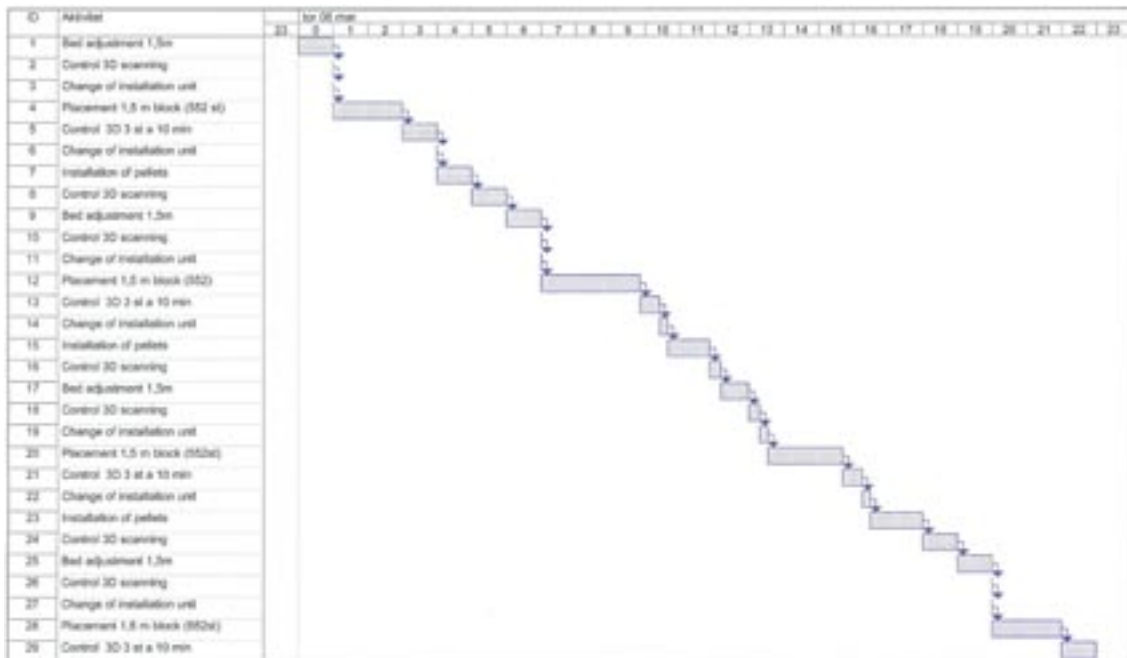 ID Aktivitet tor 06 mar
23 0 1 2 3 4 5 6 7 8 9 10 11 12 13 14 15 16 17 18 19 20 21 22 23
1 Bed adjustment 1,5m
2 Control 3D scanning
3 Change of installation unit
4 Placement 1,5 m block (552 st)
5 Control 3D 3 st a 10 min
6 Change of installation unit
7 Installation of pellets
8 Control 3D scanning
9 Bed adjustment 1,5m
10 Control 3D scanning
11 Change of installation unit
12 Placement 1,5 m block (552)
13 Control 3D 3 st a 10 min
14 Change of installation unit
15 Installation of pellets
16 Control 3D scanning
17 Bed adjustment 1,5m
18 Control 3D scanning
19 Change of installation unit
20 Placement 1,5 m block (552st)
21 Control 3D 3 st a 10 min
22 Change of installation unit
23 Installation of pellets
24 Control 3D scanning
25 Bed adjustment 1,5m
26 Control 3D scanning
27 Change of installation unit
28 Placement 1,5 m block (552st)
29 Control 3D 3 st a 10 min